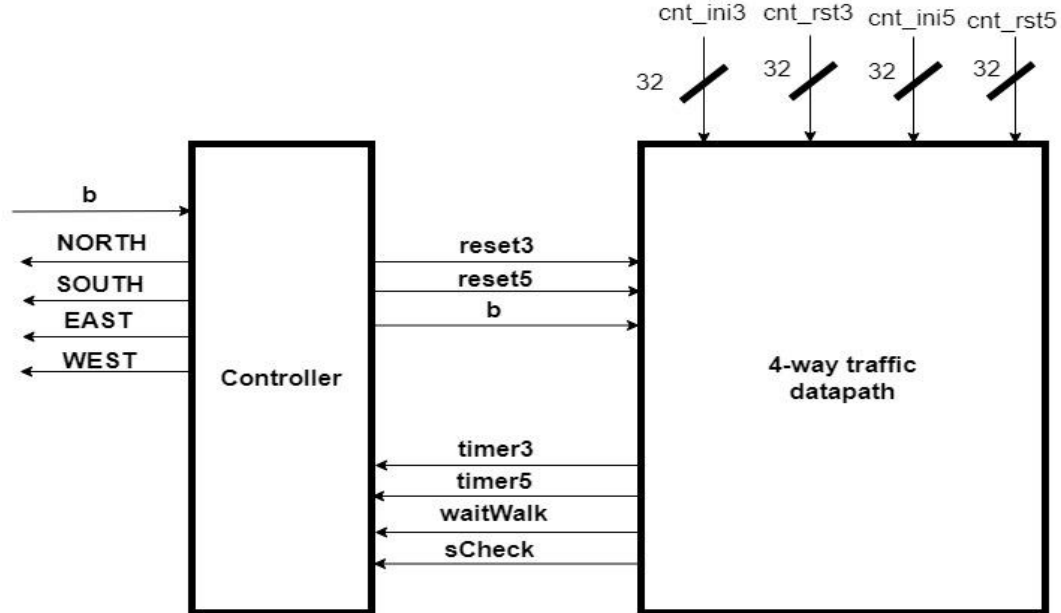 cnt_ini3 cnt_rst3 cnt_ini5 cnt_rst5
32 32 32 32
b
NORTH
SOUTH
EAST
WEST
Controller
reset3
reset5
b
timer3
timer5
waitWalk
sCheck
4-way traffic
datapath